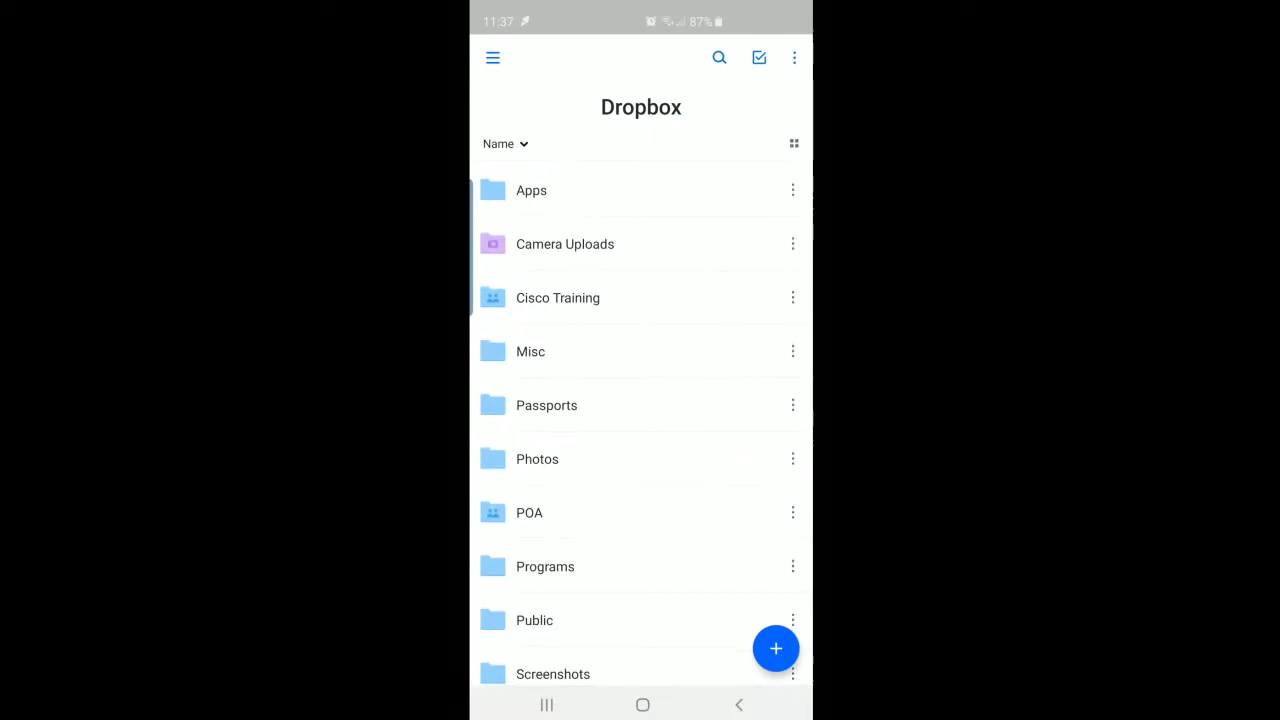 11:37 87%
Dropbox
Name
Apps
Camera Uploads
Cisco Training
Misc
Passports
Photos
POA
Programs
Public
Screenshots